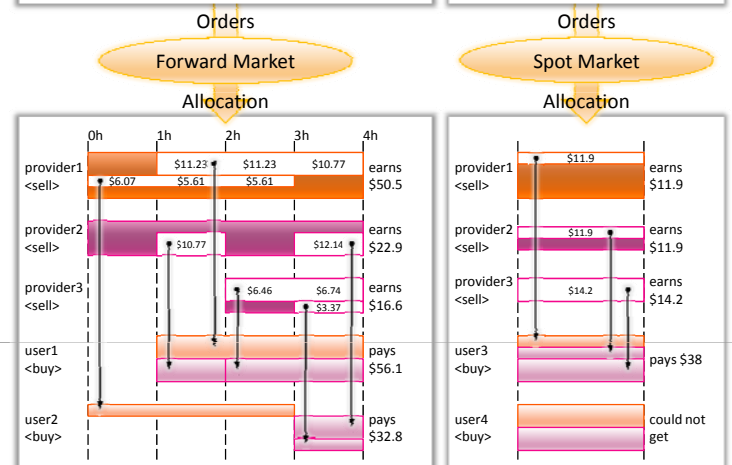 Orders
Orders
Forward Market
Spot Market
Allocation
Allocation
0h 1h 2h 3h 4h
provider1
<sell>
$11.23 $11.23 $10.77
$6.07 $5.61 $5.61
earns
$50.5
provider2
<sell>
$10.77 $12.14
earns
$22.9
provider3
<sell>
$6.46 $6.74
$3.37
earns
$16.6
user1
<buy>
pays
$56.1
user2
<buy>
pays
$32.8
provider1
<sell>
$11.9
earns
$11.9
provider2
<sell>
$11.9
earns
$11.9
provider3
<sell>
$14.2
earns
$14.2
user3
<buy>
pays $38
user4
<buy>
could not
get